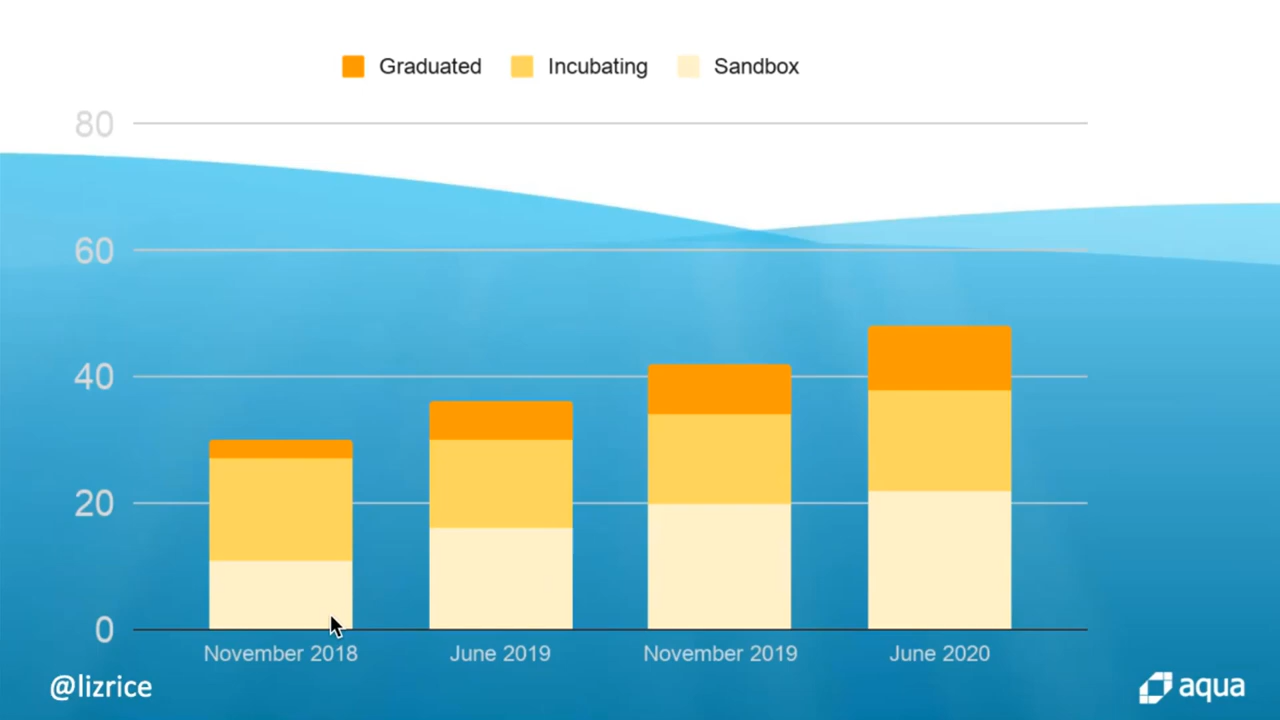 Graduated Incubating Sandbox
80
60
40
20
0
November 2018 June 2019 November 2019 June 2020
@lizrice
aqua